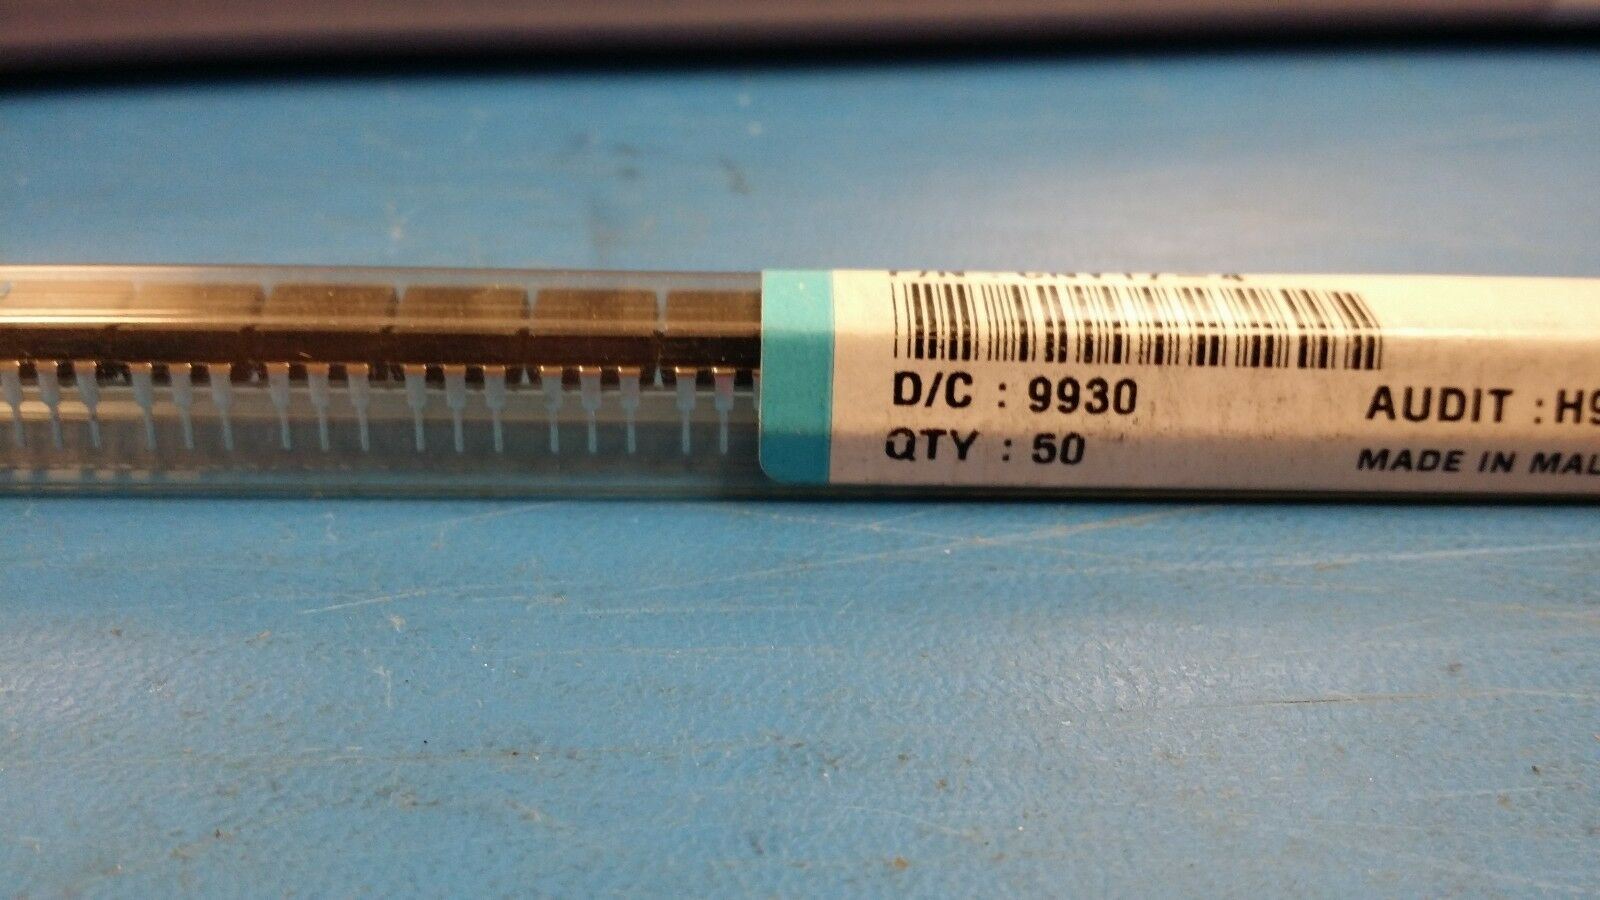 D/C : 9930
AUDIT : H9
QTY : 50
MADE IN MAL